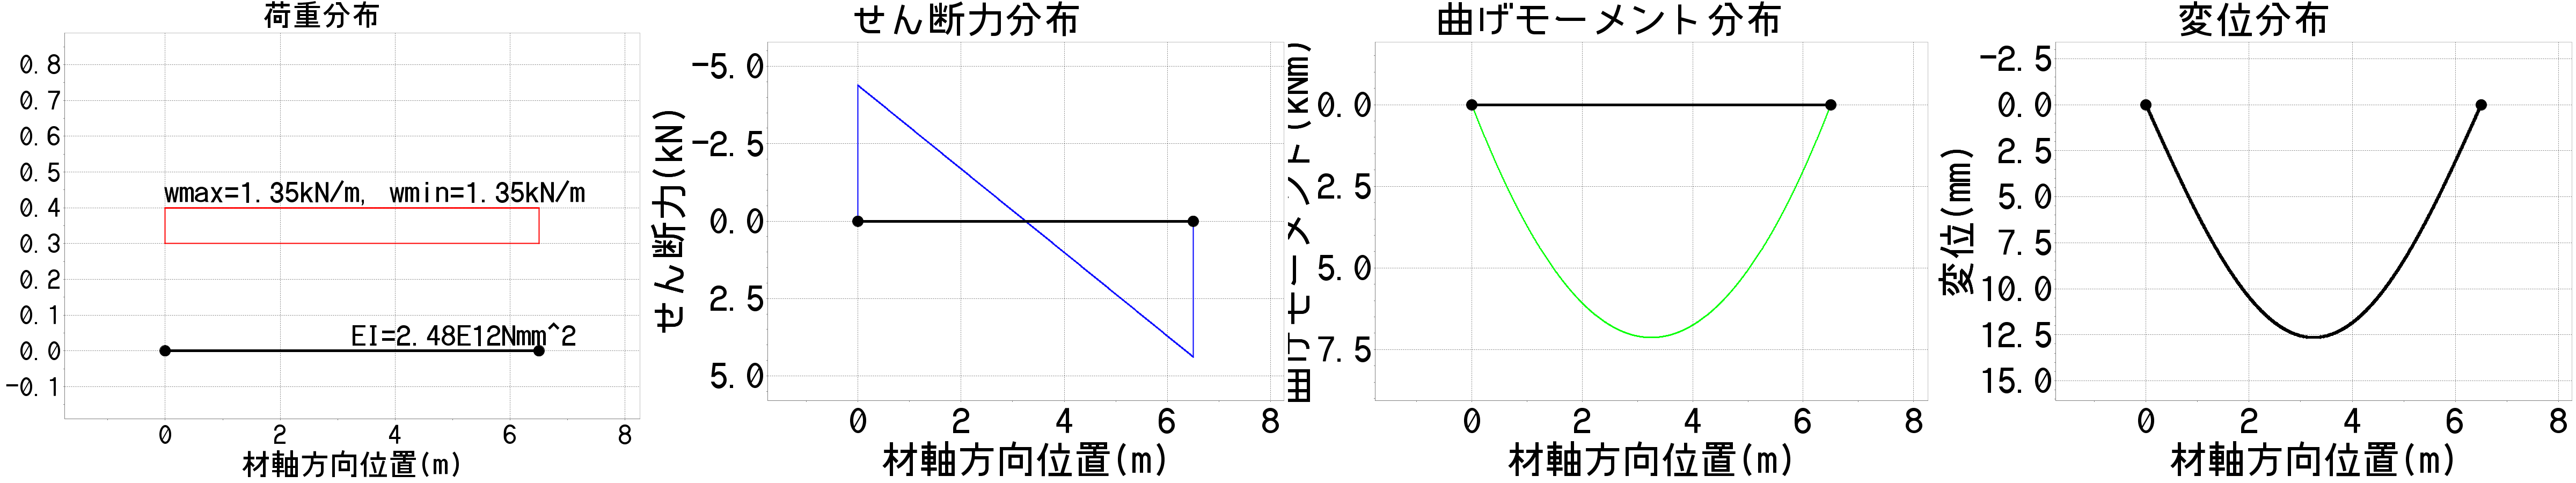 荷重分布
0.8
0.7
0.6
0.5
0.4
0.3
0.2
0.1
0.0
-0.1
wmax=1.35kN/m, wmin=1.35kN/m
EI=2.48E12Nmm^2
0 2 4 6 8
材軸方向位置(m)
せん断力分布
せん断力(kN)
-5.0
-2.5
0.0
2.5
5.0
0 2 4 6 8
材軸方向位置(m)
曲げモーメント分布
曲げモーメント(KNm)
0.0
2.5
5.0
7.5
0 2 4 6 8
材軸方向位置(m)
変位分布
変位(mm)
-2.5
0.0
2.5
5.0
7.5
10.0
12.5
15.0
0 2 4 6 8
材軸方向位置(m)